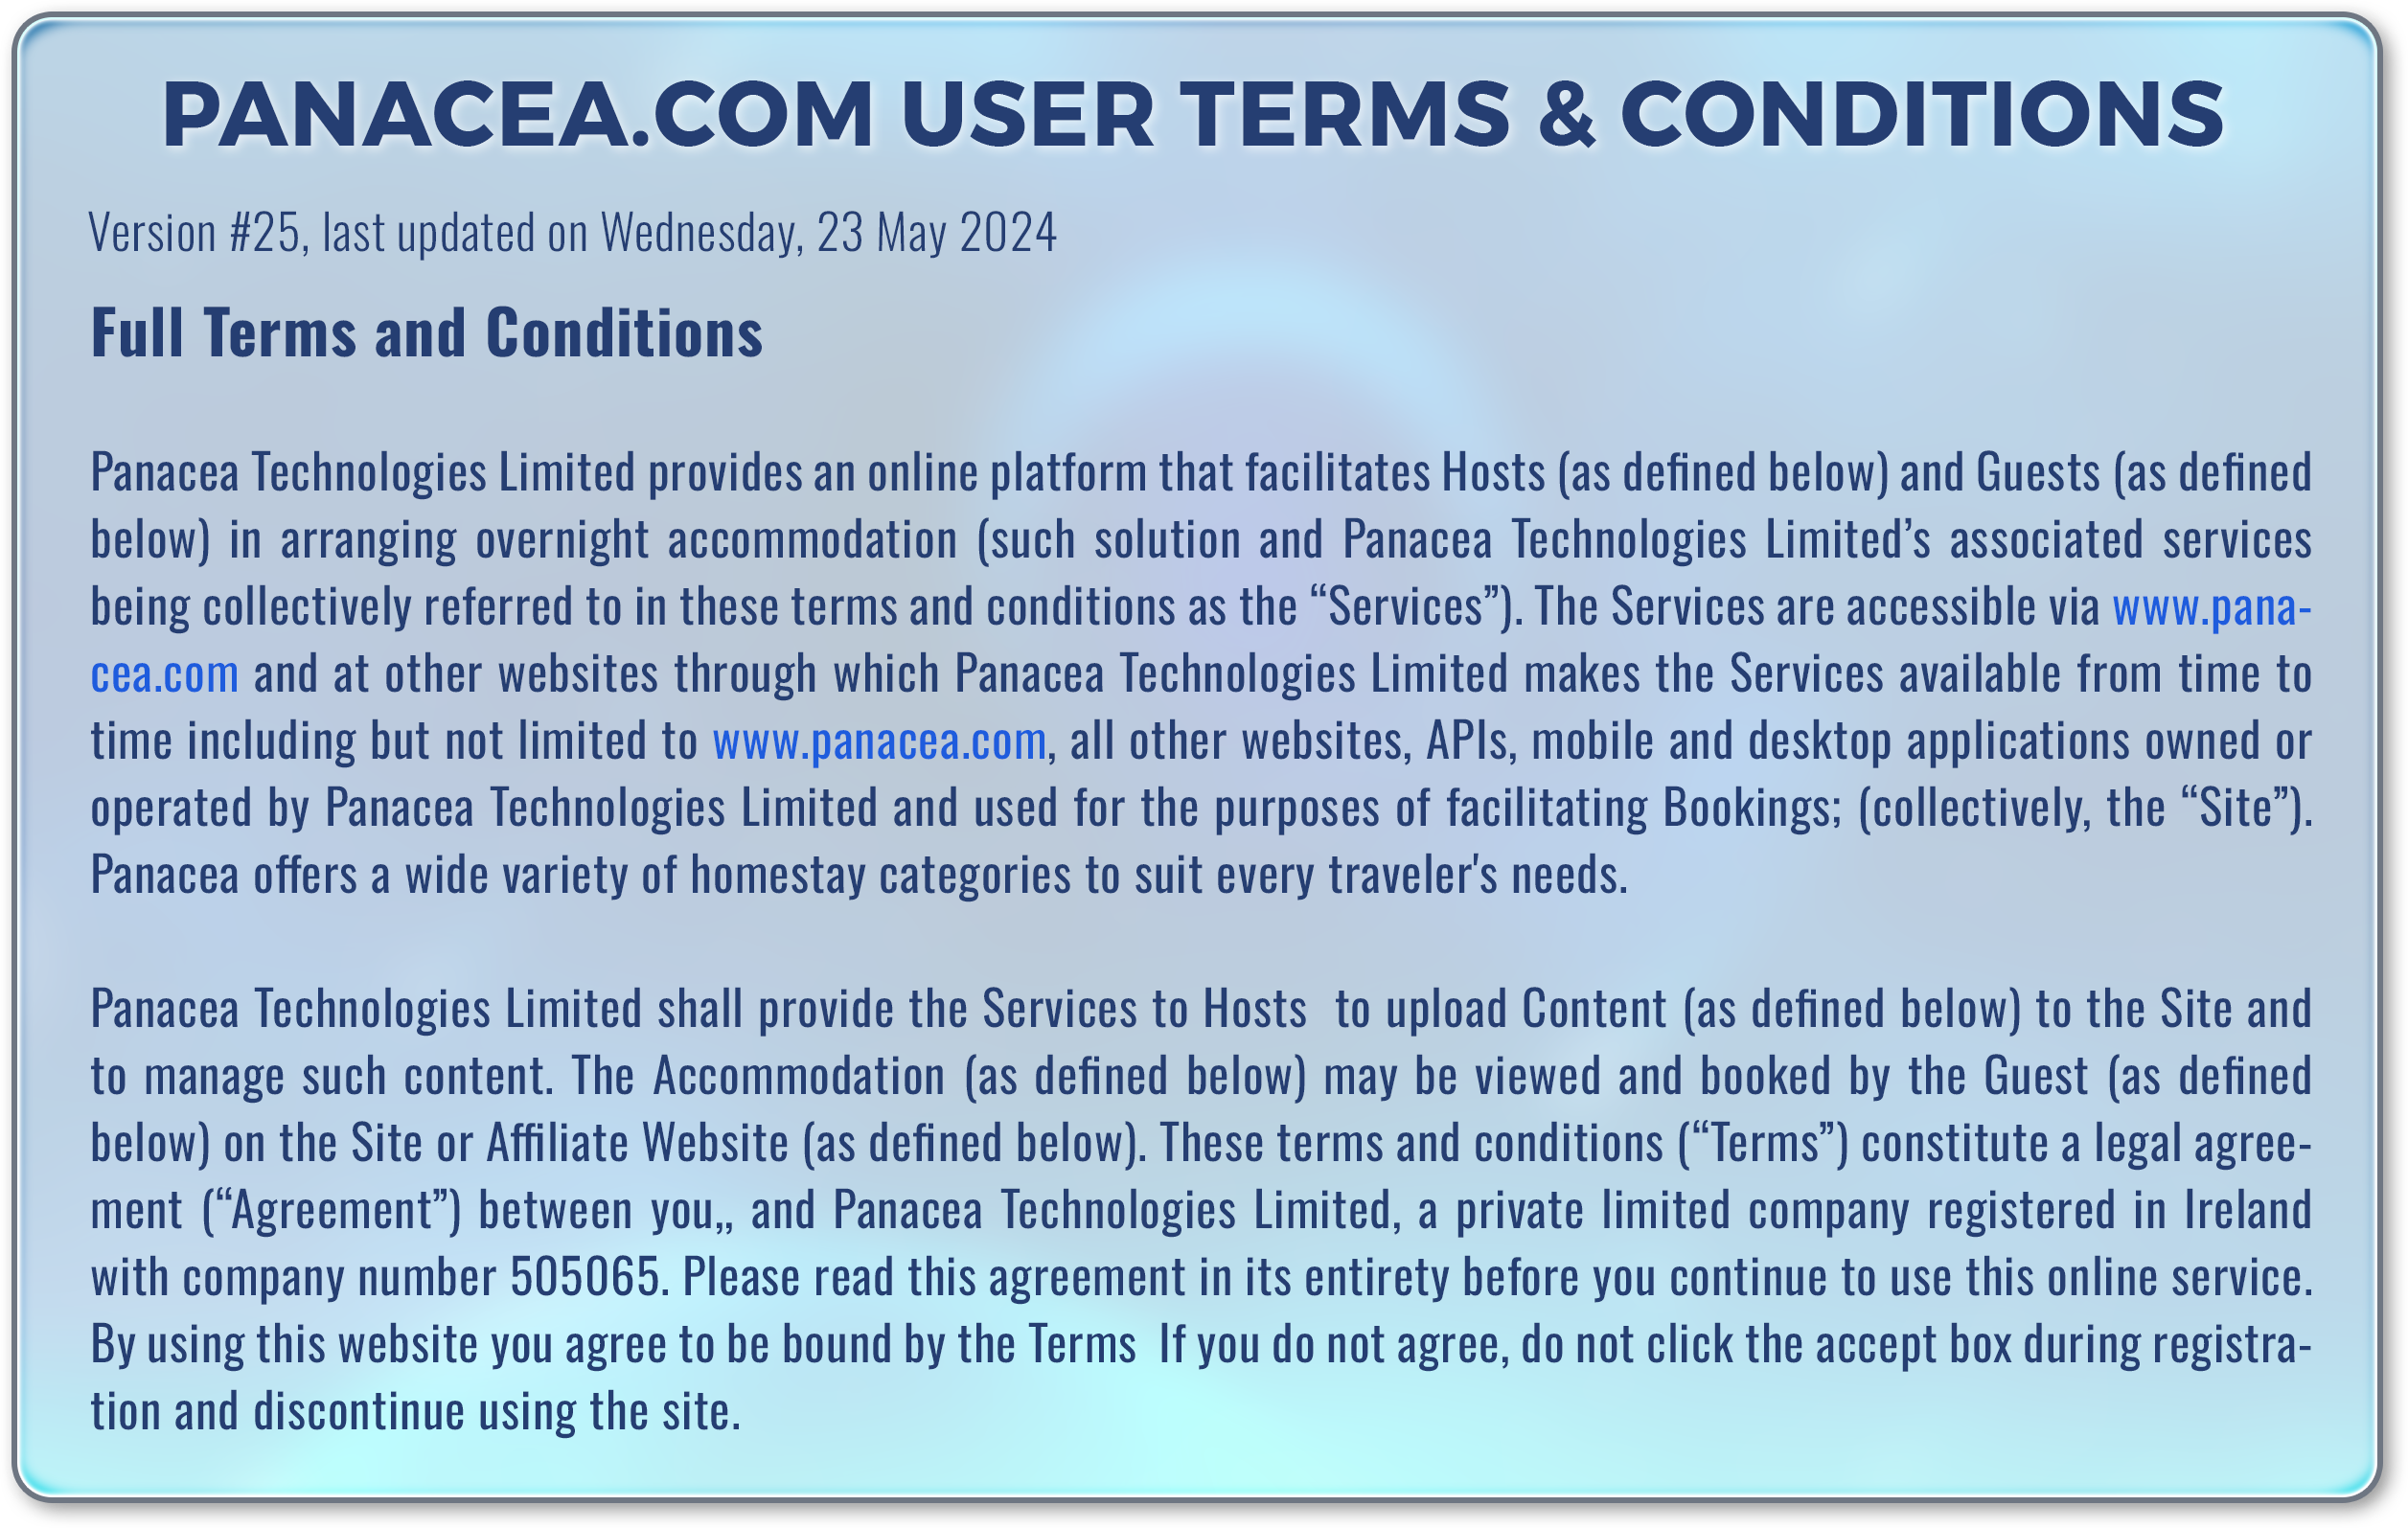 PANACEA.COM USER TERMS & CONDITIONS
Version #25, last updated on Wednesday, 23 May 2024
Full Terms and Conditions
Panacea Technologies Limited provides an online platform that facilitates Hosts (as defined below) and Guests (as defined
below) in arranging overnight accommodation (such solution and Panacea Technologies Limited’s associated services
being collectively referred to in these terms and conditions as the “Services”). The Services are accessible via www.pana-
cea.com and at other websites through which Panacea Technologies Limited makes the Services available from time to
time including but not limited to www.panacea.com, all other websites, APIs, mobile and desktop applications owned or
operated by Panacea Technologies Limited and used for the purposes of facilitating Bookings; (collectively, the “Site”).
Panacea offers a wide variety of homestay categories to suit every traveler's needs.
Panacea Technologies Limited shall provide the Services to Hosts  to upload Content (as defined below) to the Site and
to manage such content. The Accommodation (as defined below) may be viewed and booked by the Guest (as defined
below) on the Site or Affiliate Website (as defined below). These terms and conditions (“Terms”) constitute a legal agree-
ment (“Agreement”) between you,, and Panacea Technologies Limited, a private limited company registered in Ireland
with company number 505065. Please read this agreement in its entirety before you continue to use this online service.
By using this website you agree to be bound by the Terms  If you do not agree, do not click the accept box during registra-
tion and discontinue using the site.